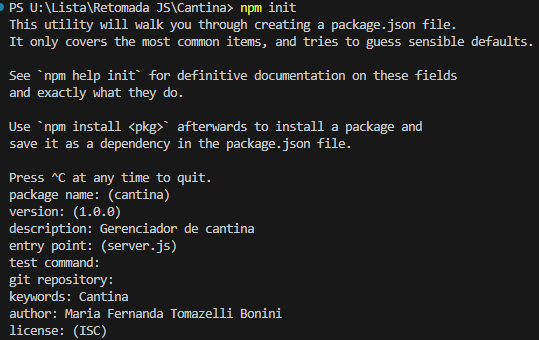 PS U:\Lista\Retomada JS\Cantina> npm init
This utility will walk you through creating a package.json file.
It only covers the most common items, and tries to guess sensible defaults.
See `npm help init` for definitive documentation on these fields
and exactly what they do.
Use `npm install <pkg>` afterwards to install a package and
save it as a dependency in the package.json file.
Press ^C at any time to quit.
package name: (cantina)
version: (1.0.0)
description: Gerenciador de cantina
entry point: (server.js)
test command:
git repository:
keywords: Cantina
author: Maria Fernanda Tomazelli Bonini
license: (ISC)